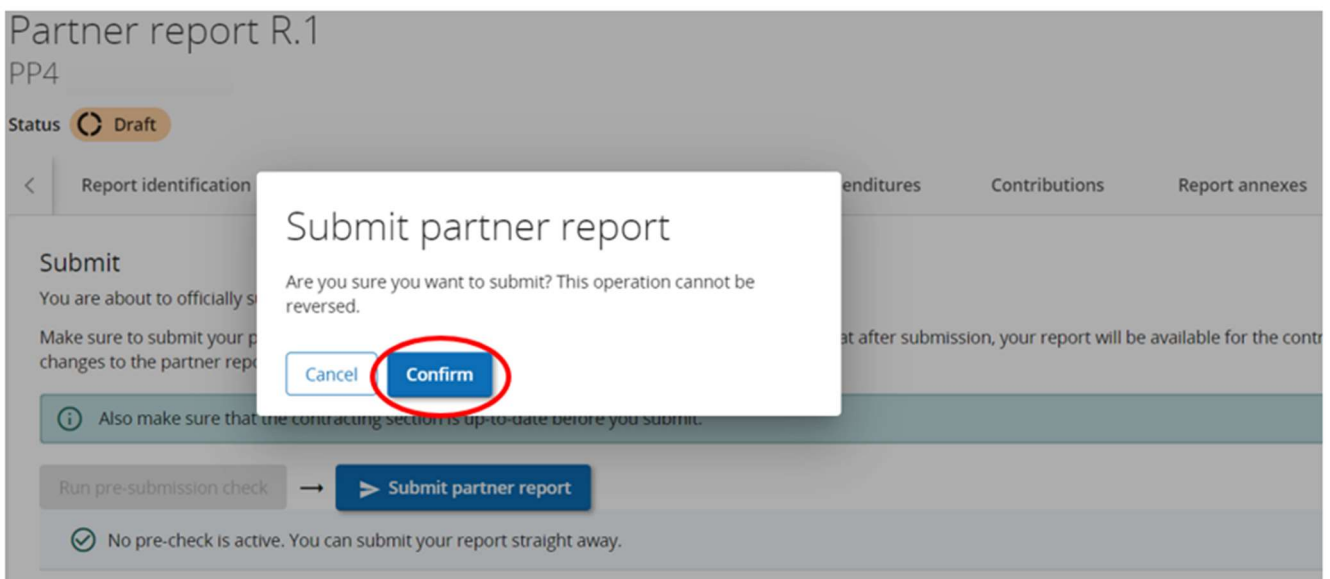 Partner report R.1
PP4
Status Draft
Report identification enditures Contributions Report annexes
Submit partner report
Are you sure you want to submit? This operation cannot be
reversed.
Cancel Confirm
Submit
You are about to officially s
Make sure to submit your p at after submission, your report will be available for the contr
changes to the partner repo
Also make sure that the contracting section is up-to-date before you submit.
Run pre-submission check → Submit partner report
No pre-check is active. You can submit your report straight away.